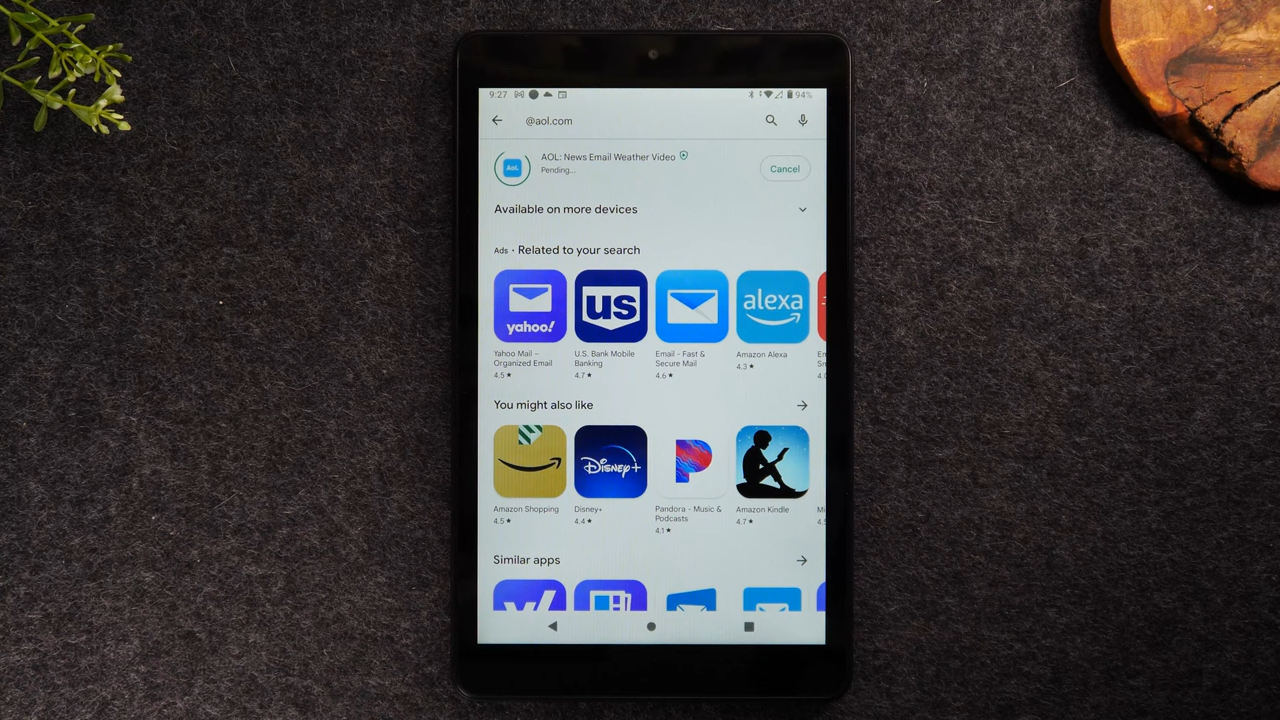 9:27
94%
@aol.com
AOL
AOL: News Email Weather Video
Pending...
Cancel
Available on more devices
Ads • Related to your search
yahoo!
us
alexa
Yahoo Mail –
Organized Email
4.5★
U.S. Bank Mobile
Banking
4.7★
Email - Fast &
Secure Mail
4.6★
Amazon Alexa
4.3★
You might also like
Disney+
Amazon Shopping
4.5★
Disney+
4.4★
Pandora - Music &
Podcasts
4.1★
Amazon Kindle
4.7★
Similar apps